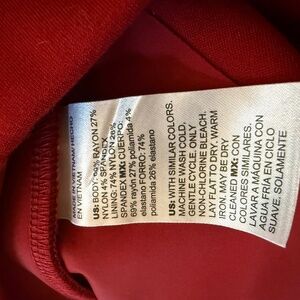 EN VIETNAM
US: BODY: RAYON 27%
NYLON 4% SPANDEX
LINING: 74% NYLON 26%
SPANDEX MX: CUERPO:
69% rayón 27% poliamida 4%
elastano FORRO: 74%
poliamida 26% elastano
US: WITH SIMILAR COLORS.
MACHINE WASH COLD.
GENTLE CYCLE. ONLY
NON-CHLORINE BLEACH.
LAY FLAT TO DRY. WARM
IRON. MAY BE DRY
CLEANED MX: CON
COLORES SIMILARES.
LAVAR A MÁQUINA CON
AGUA FRÍA EN CICLO
SUAVE. SOLAMENTE